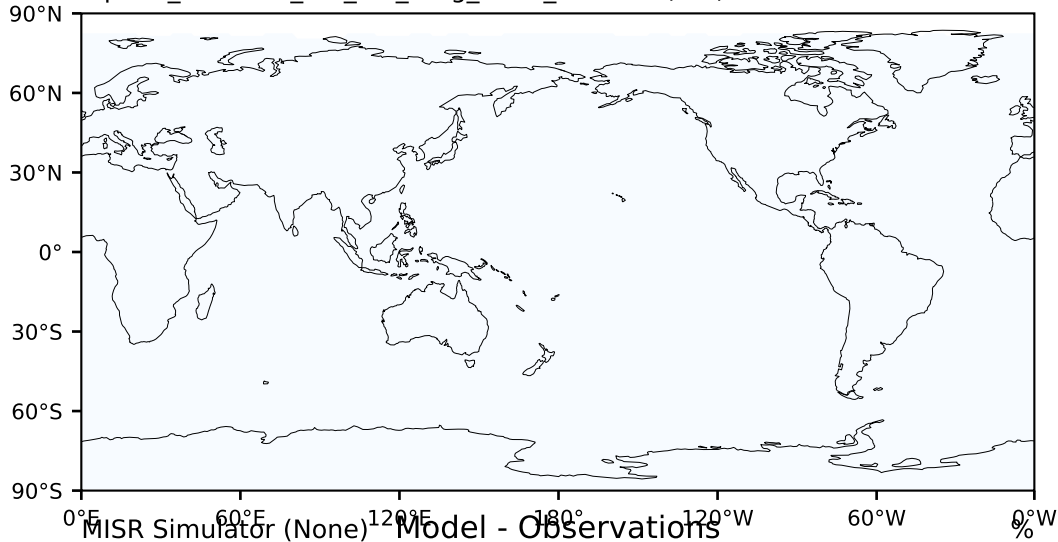 90°N
60°N
30°N
0°
30°S
60°S
90°S
0°E 60°E 120°E 180° 120°W 60°W 0°W
MISR Simulator (None) Model - Observations %